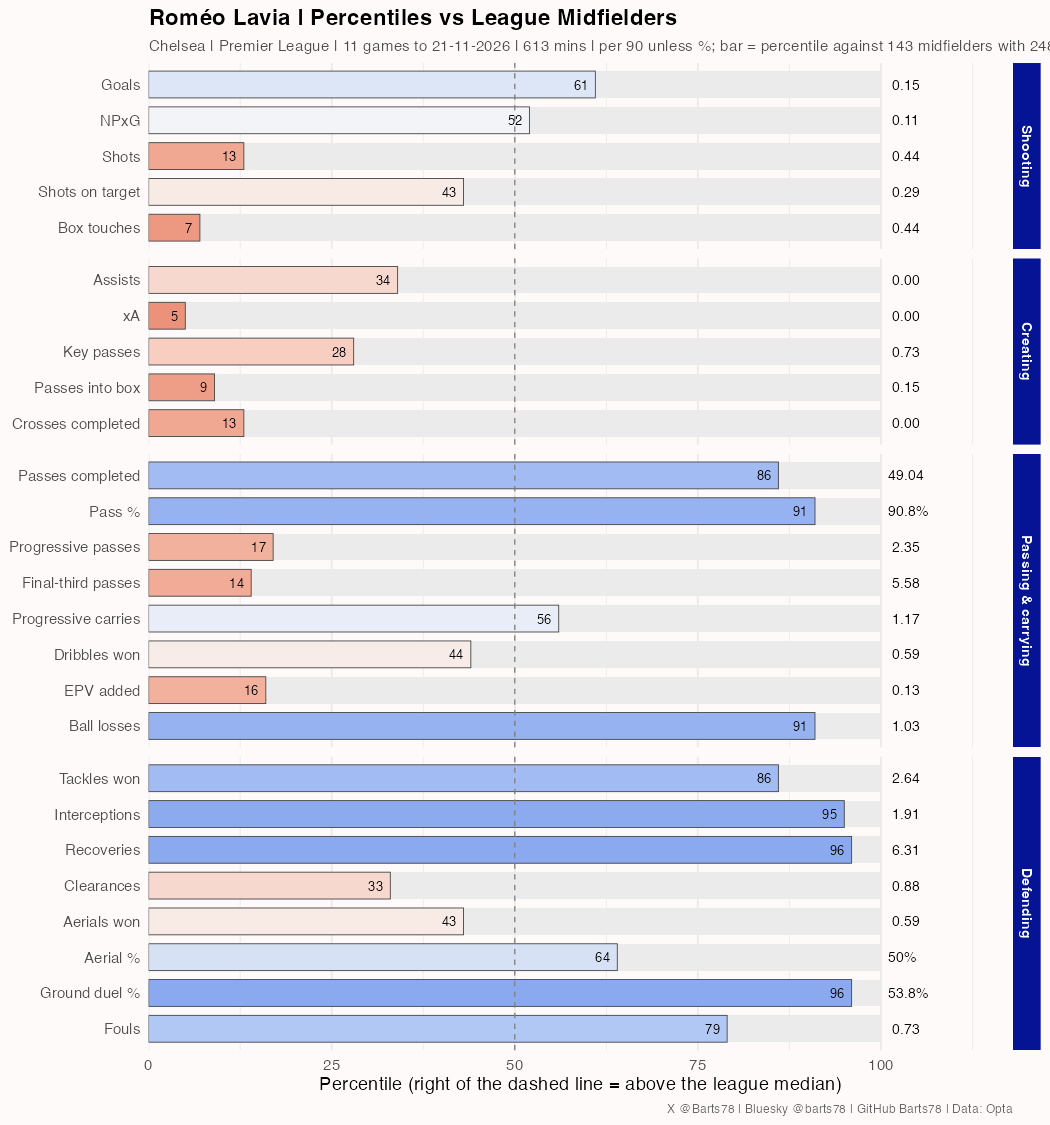 Roméo Lavia | Percentiles vs League Midfielders
Chelsea | Premier League | 11 games to 21-11-2026 | 613 mins | per 90 unless %; bar = percentile against 143 midfielders with 248
Shooting
Goals 61 0.15
NPxG 52 0.11
Shots 13 0.44
Shots on target 43 0.29
Box touches 7 0.44
Creating
Assists 34 0.00
xA 5 0.00
Key passes 28 0.73
Passes into box 9 0.15
Crosses completed 13 0.00
Passing & carrying
Passes completed 86 49.04
Pass % 91 90.8%
Progressive passes 17 2.35
Final-third passes 14 5.58
Progressive carries 56 1.17
Dribbles won 44 0.59
EPV added 16 0.13
Ball losses 91 1.03
Defending
Tackles won 86 2.64
Interceptions 95 1.91
Recoveries 96 6.31
Clearances 33 0.88
Aerials won 43 0.59
Aerial % 64 50%
Ground duel % 96 53.8%
Fouls 79 0.73
0 25 50 75 100
Percentile (right of the dashed line = above the league median)
X @Barts78 | Bluesky @barts78 | GitHub Barts78 | Data: Opta